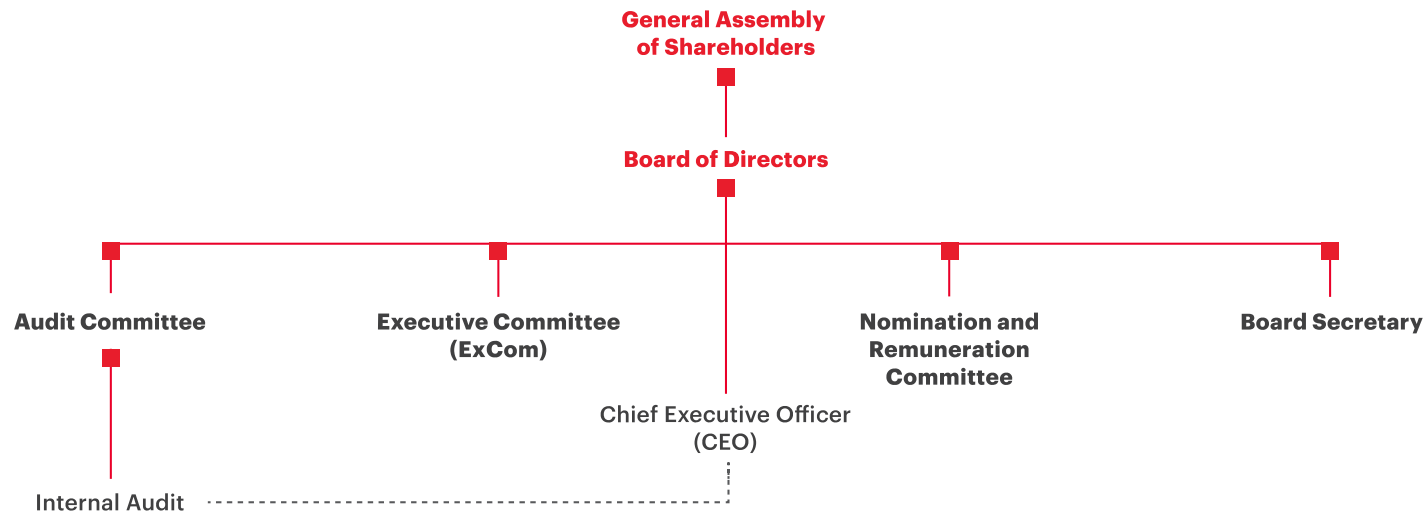 General Assembly
of Shareholders
Board of Directors
Audit Committee
Executive Committee
(ExCom)
Nomination and
Remuneration
Committee
Board Secretary
Chief Executive Officer
(CEO)
Internal Audit